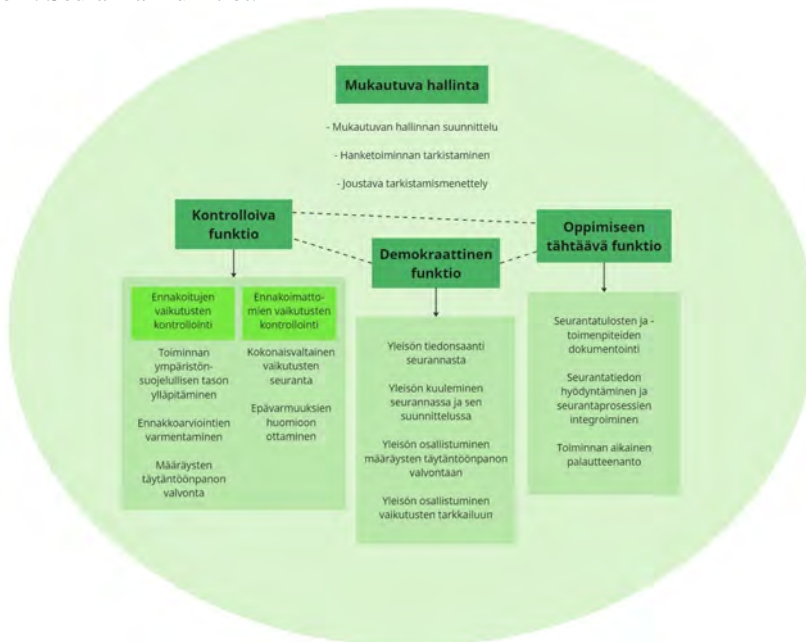 Mukautuva hallinta
- Mukautuvan hallinnan suunnittelu
- Hanketoiminnan tarkistaminen
- Joustava tarkistamismenettely
Kontrolloiva
funktio
Demokraattinen
funktio
Oppimiseen
tähtäävä funktio
Ennakoitujen
vaikutusten
kontrollointi
Toiminnan
ympäristön-
suojelullisen tason
ylläpitäminen
Ennakkoarviointien
varmentaminen
Määräysten
täytäntöönpanon
valvonta
Ennakoimatto-
mien vaikutusten
kontrollointi
Kokonaisvaltainen
vaikutusten
seuranta
Epävarmuuksien
huomioon
ottaminen
Yleisön tiedonsaanti
seurannasta
Yleisön kuuleminen
seurannassa ja sen
suunnittelussa
Yleisön osallistuminen
määräysten täytäntöönpanon
valvontaan
Yleisön osallistuminen
vaikutusten tarkkailuun
Seurantatulosten ja -
toimenpiteiden
dokumentointi
Seurantatiedon
hyödyntäminen ja
seurantaprosessien
integroiminen
Toiminnan aikainen
palautteenanto